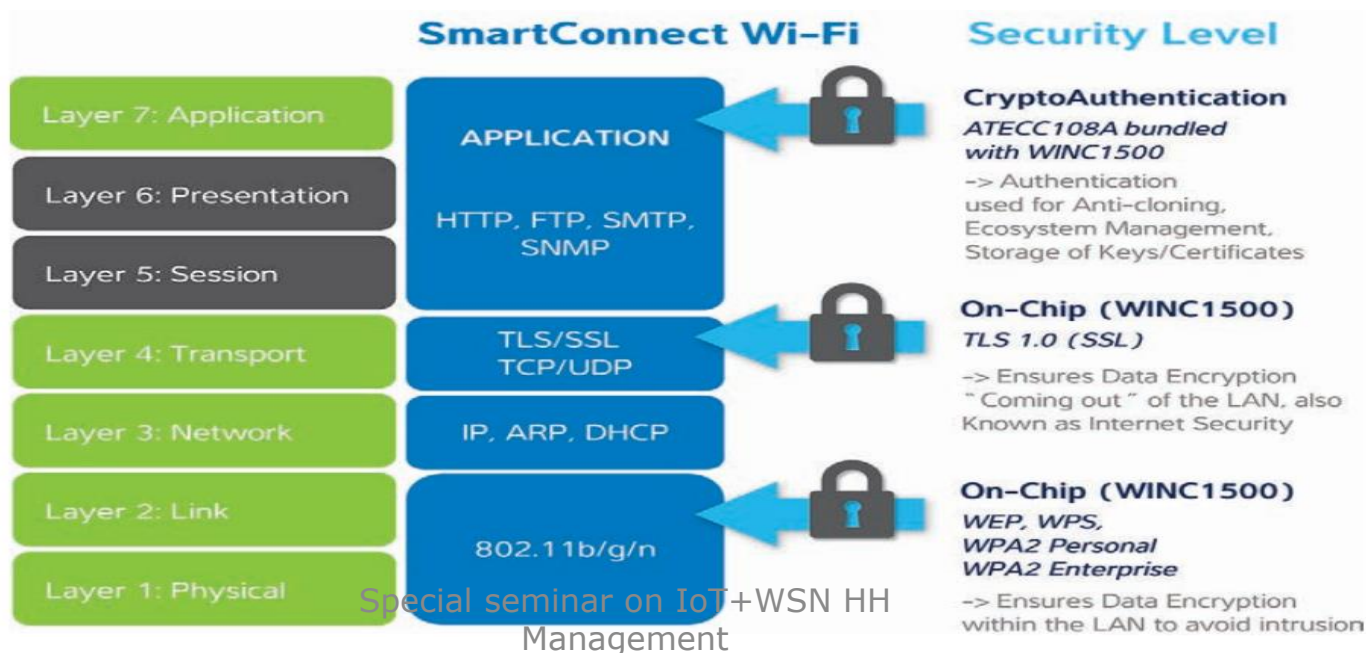 SmartConnect Wi-Fi
Security Level
Layer 7: Application
Layer 6: Presentation
Layer 5: Session
Layer 4: Transport
Layer 3: Network
Layer 2: Link
Layer 1: Physical
APPLICATION
HTTP, FTP, SMTP,
SNMP
TLS/SSL
TCP/UDP
IP, ARP, DHCP
802.11b/g/n
CryptoAuthentication
ATECC108A bundled
with WINC1500
-> Authentication
used for Anti-cloning,
Ecosystem Management,
Storage of Keys/Certificates
On-Chip (WINC1500)
TLS 1.0 (SSL)
-> Ensures Data Encryption
"Coming out" of the LAN, also
Known as Internet Security
On-Chip (WINC1500)
WEP, WPS,
WPA2 Personal
WPA2 Enterprise
-> Ensures Data Encryption
within the LAN to avoid intrusion
Special seminar on IoT+WSN HH
Management